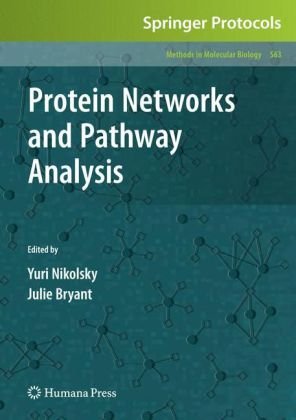 Springer Protocols
Methods in Molecular Biology 563
Protein Networks
and Pathway
Analysis
Edited by
Yuri Nikolsky
Julie Bryant
Humana Press